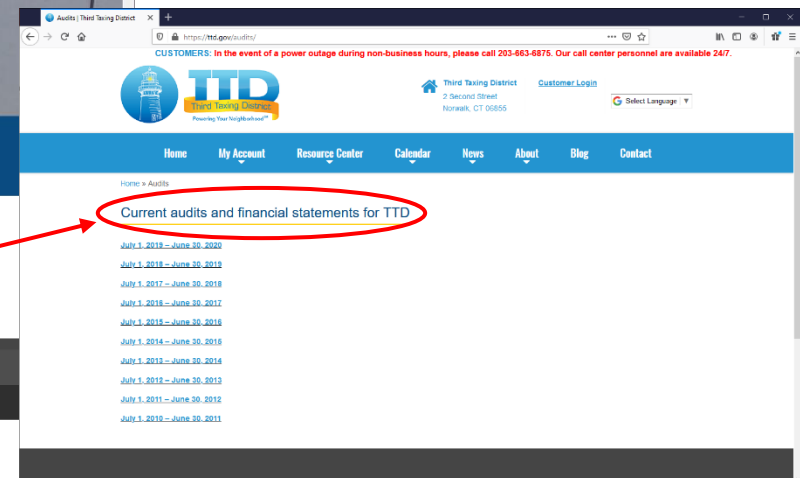 Audits | Third Taxing District
https://ttd.gov/audits/
CUSTOMERS: In the event of a power outage during non-business hours, please call 203-663-6875. Our call center personnel are available 24/7.
TTD
Third Taxing District
Powering Your Neighborhood™
Third Taxing District
2 Second Street
Norwalk, CT 06855
Customer Login
G Select Language ▼
Home My Account Resource Center Calendar News About Blog Contact
Home » Audits
Current audits and financial statements for TTD
July 1, 2019 – June 30, 2020
July 1, 2018 – June 30, 2019
July 1, 2017 – June 30, 2018
July 1, 2016 – June 30, 2017
July 1, 2015 – June 30, 2016
July 1, 2014 – June 30, 2015
July 1, 2013 – June 30, 2014
July 1, 2012 – June 30, 2013
July 1, 2011 – June 30, 2012
July 1, 2010 – June 30, 2011